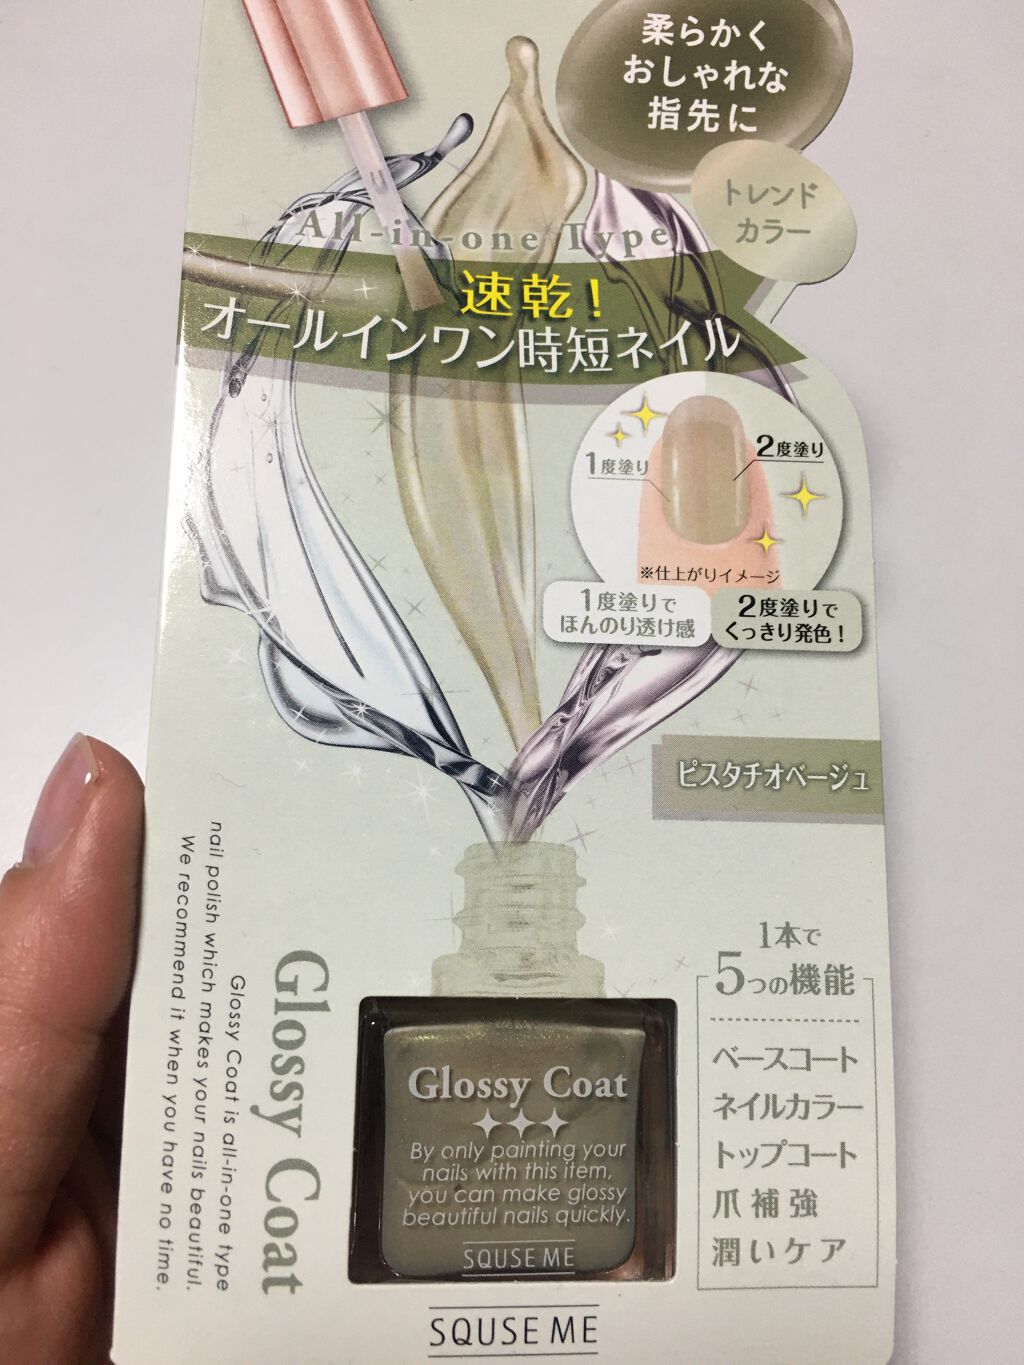 柔らかく
おしゃれな
指先に
トレンド
カラー
All-in-one Type
速乾!
オールインワン時短ネイル
1度塗り
2度塗り
※仕上がりイメージ
1度塗りで
ほんのり透け感
2度塗りで
くっきり発色!
ピスタチオベージュ
1本で
5つの機能
ベースコート
ネイルカラー
トップコート
爪補強
潤いケア
Glossy Coat
Glossy Coat is all-in-one type
nail polish which makes your nails beautiful.
We recommend it when you have no time.
Glossy Coat
By only painting your
nails with this item,
you can make glossy
beautiful nails quickly.
SQUSE ME
SQUSE ME